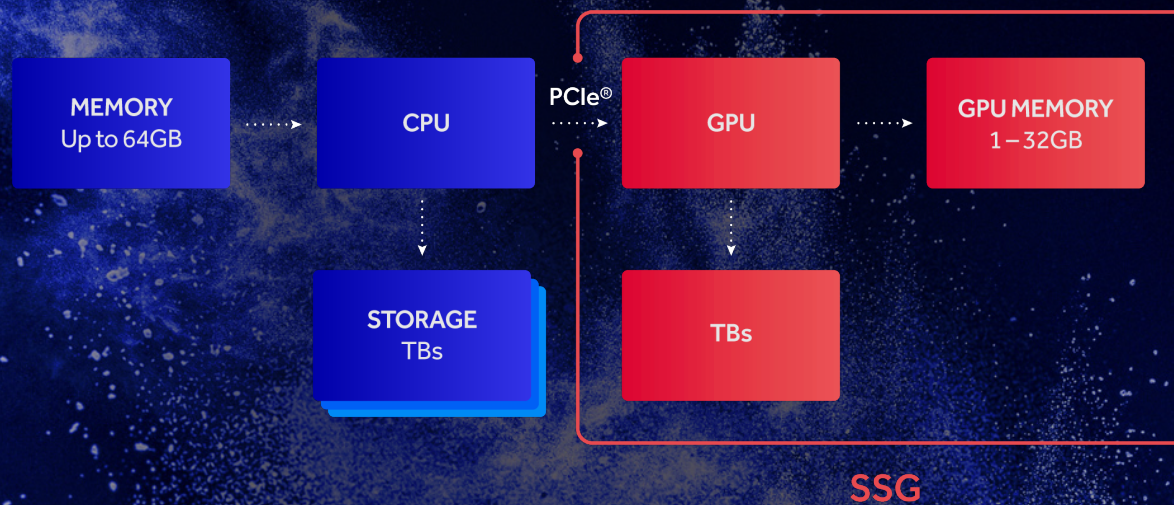 MEMORY
Up to 64GB
CPU
PCIe®
GPU
GPU MEMORY
1–32GB
STORAGE
TBs
TBs
SSG